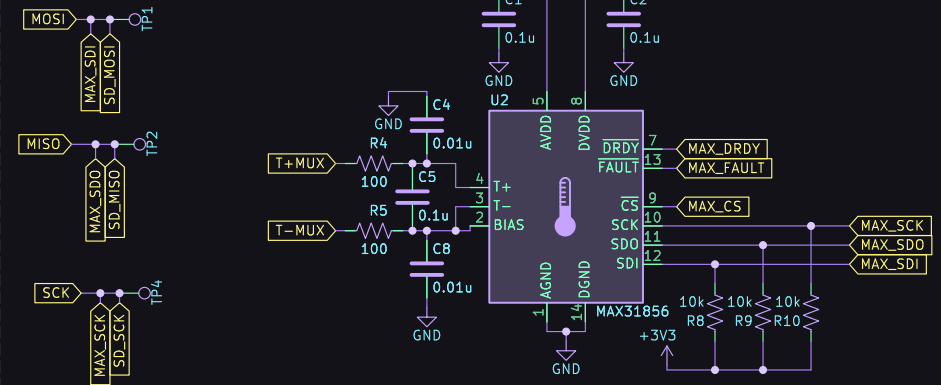 MOSI
TP1
MAX_SDI
SD_MOSI
MISO
TP2
MAX_SDO
SD_MISO
SCK
TP4
MAX_SCK
SD_SCK
C1
0.1u
GND
C2
0.1u
GND
U2
5
8
AVDD
DVDD
C4
GND
0.01u
T+MUX
R4
100
C5
0.1u
T-MUX
R5
100
C8
0.01u
GND
4
T+
3
T-
2
BIAS
DRDY
7
MAX_DRDY
FAULT
13
MAX_FAULT
CS
9
MAX_CS
SCK
10
MAX_SCK
SDO
11
MAX_SDO
SDI
12
MAX_SDI
AGND
DGND
1
14
MAX31856
GND
10k
R8
10k
R9
10k
R10
+3V3